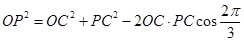 OP² = OC² + PC² − 2OC · PC cos 2π/3